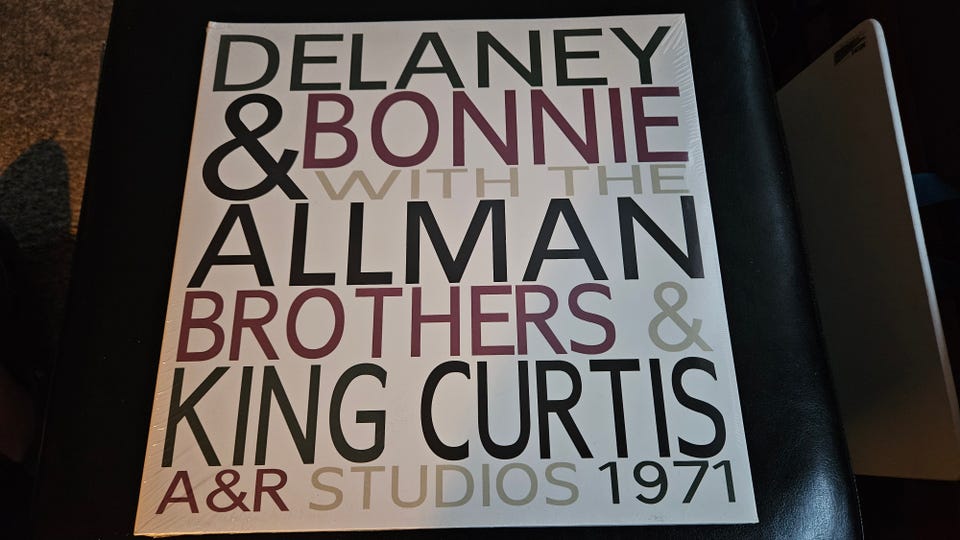 DELANEY
& BONNIE
WITH THE
ALLMAN
BROTHERS &
KING CURTIS
A&R STUDIOS 1971